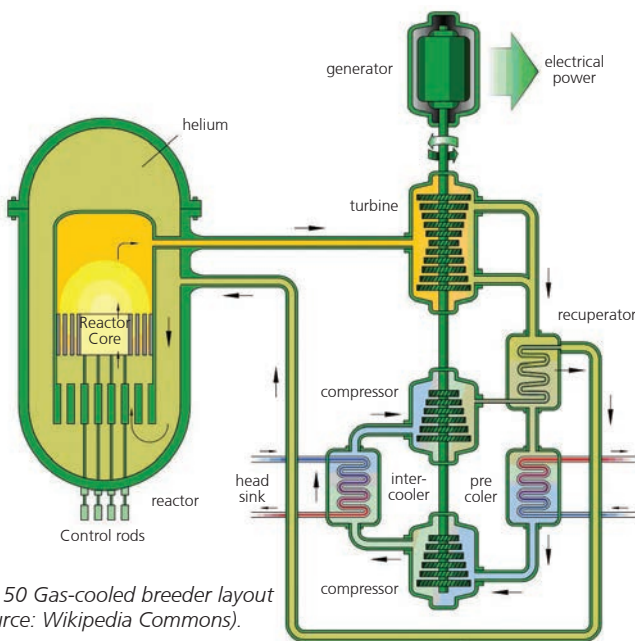 generator
electrical
power
helium
turbine
Reactor
Core
recuperator
compressor
head
sink
inter-
cooler
pre
coler
reactor
Control rods
compressor
50 Gas-cooled breeder layout
urce: Wikipedia Commons).